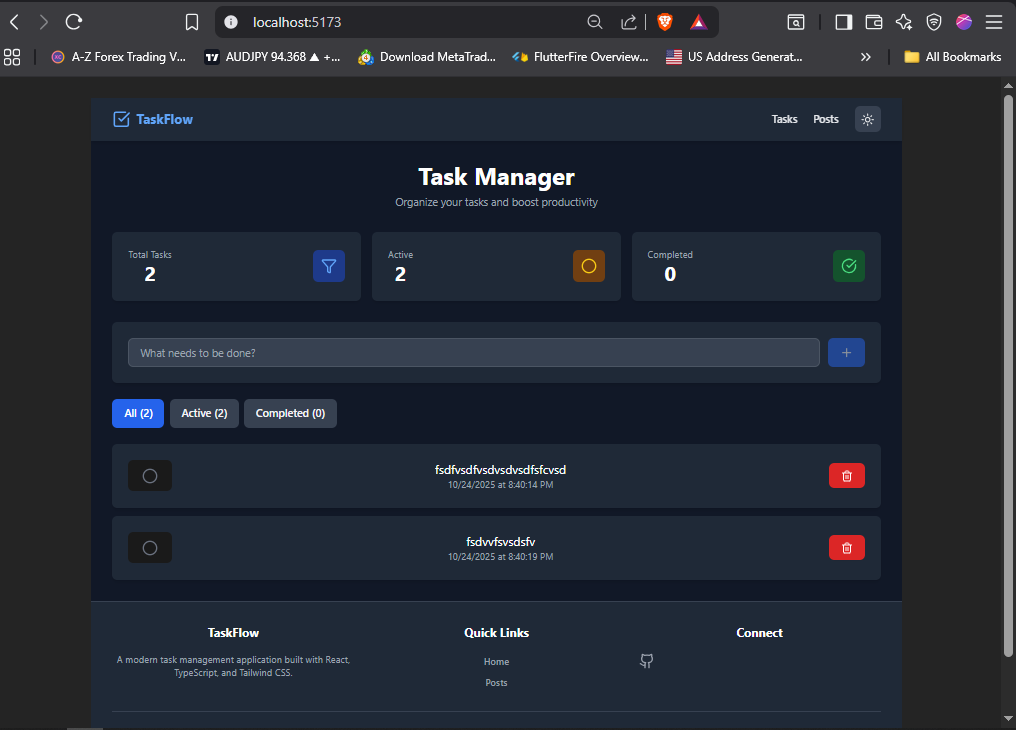 localhost:5173
A-Z Forex Trading V...
AUDJPY 94.368 ▲ +...
Download MetaTrad...
FlutterFire Overview...
US Address Generat...
»
All Bookmarks
TaskFlow
Tasks
Posts
Task Manager
Organize your tasks and boost productivity
Total Tasks
2
Active
2
Completed
0
What needs to be done?
+
All (2)
Active (2)
Completed (0)
fsdfvsdfvsdvsdvsdfsfcvsd
10/24/2025 at 8:40:14 PM
fsdvvfsvsdsfv
10/24/2025 at 8:40:19 PM
TaskFlow
A modern task management application built with React,
TypeScript, and Tailwind CSS.
Quick Links
Home
Posts
Connect